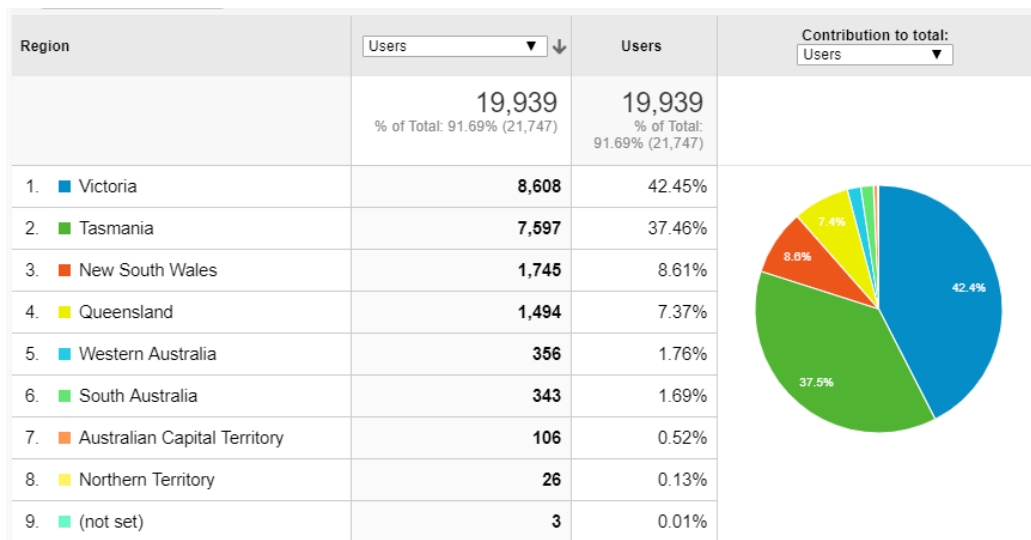 Region Users ▼ Users Contribution to total:
Users ▼
19,939 19,939
% of Total: 91.69% (21,747) % of Total:
91.69% (21,747)
1. Victoria 8,608 42.45%
2. Tasmania 7,597 37.46%
3. New South Wales 1,745 8.61%
4. Queensland 1,494 7.37%
5. Western Australia 356 1.76%
6. South Australia 343 1.69%
7. Australian Capital Territory 106 0.52%
8. Northern Territory 26 0.13%
9. (not set) 3 0.01%
7.4%
8.6%
42.4%
37.5%